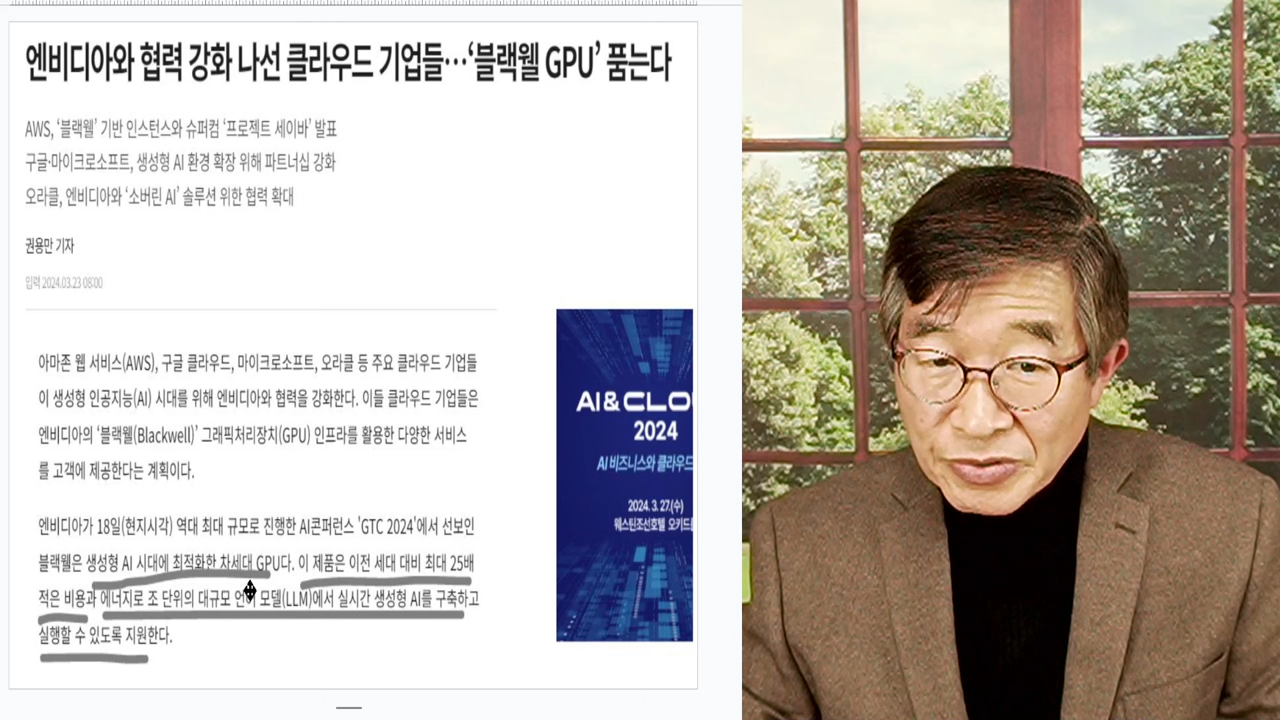 엔비디아와 협력 강화 나선 클라우드 기업들…‘블랙웰 GPU’ 품는다
AWS, ‘블랙웰’ 기반 인스턴스와 슈퍼컴 ‘프로젝트 세이바’ 발표
구글·마이크로소프트, 생성형 AI 환경 확장 위해 파트너십 강화
오라클, 엔비디아와 ‘소버린 AI’ 솔루션 위한 협력 확대
권용만 기자
입력 2024.03.23 08:00
아마존 웹 서비스(AWS), 구글 클라우드, 마이크로소프트, 오라클 등 주요 클라우드 기업들
이 생성형 인공지능(AI) 시대를 위해 엔비디아와 협력을 강화한다. 이들 클라우드 기업들은
엔비디아의 ‘블랙웰(Blackwell)’ 그래픽처리장치(GPU) 인프라를 활용한 다양한 서비스
를 고객에 제공한다는 계획이다.
엔비디아가 18일(현지시각) 역대 최대 규모로 진행한 AI콘퍼런스 'GTC 2024'에서 선보인
블랙웰은 생성형 AI 시대에 최적화한 차세대 GPU다. 이 제품은 이전 세대 대비 최대 25배
적은 비용과 에너지로 조 단위의 대규모 언어 모델(LLM)에서 실시간 생성형 AI를 구축하고
실행할 수 있도록 지원한다.
AI & CLO
2024
AI 비즈니스와 클라우드
2024. 3. 27.(수)
웨스틴조선호텔 오키드